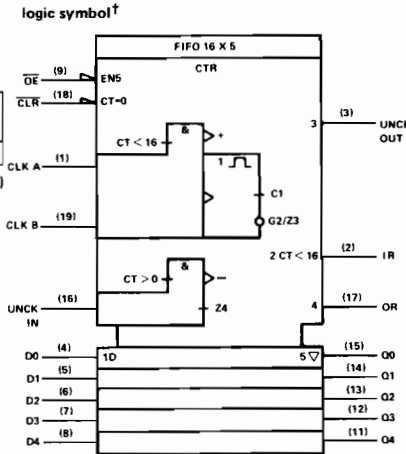 logic symbol†
FIFO 16 X 5
CTR
OE (9) EN5
CLR (18) CT=0
& +
CT < 16
1
3 (3) UNCK
OUT
CLK A (1)
C1
G2/Z3
CLK B (19)
2 CT < 16 (2) IR
&
CT > 0 −
UNCK (16) Z4
IN
4 (17) OR
D0 (4) 1D 5 ▽ (15) Q0
D1 (5) (14) Q1
D2 (6) (13) Q2
D3 (7) (12) Q3
D4 (8) (11) Q4